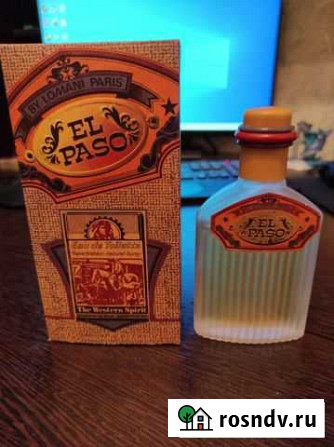 BY LOMANI PARIS
EL
PASO
Eau de Toilette
The Western Spirit
EL
PASO
rosndv.ru